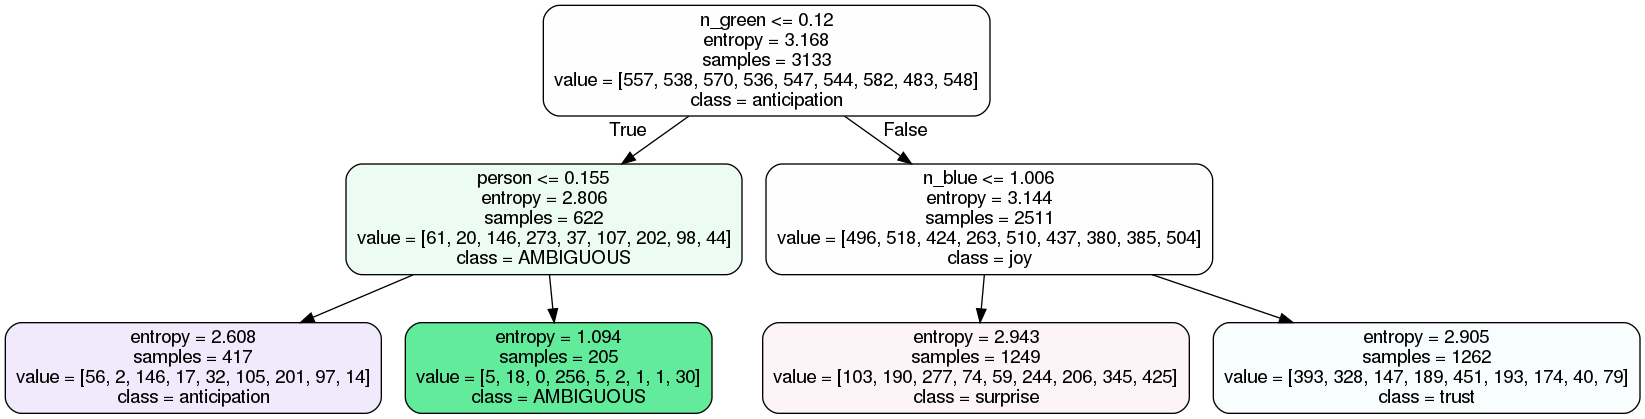 n_green <= 0.12
entropy = 3.168
samples = 3133
value = [557, 538, 570, 536, 547, 544, 582, 483, 548]
class = anticipation
True
False
person <= 0.155
entropy = 2.806
samples = 622
value = [61, 20, 146, 273, 37, 107, 202, 98, 44]
class = AMBIGUOUS
n_blue <= 1.006
entropy = 3.144
samples = 2511
value = [496, 518, 424, 263, 510, 437, 380, 385, 504]
class = joy
entropy = 2.608
samples = 417
value = [56, 2, 146, 17, 32, 105, 201, 97, 14]
class = anticipation
entropy = 1.094
samples = 205
value = [5, 18, 0, 256, 5, 2, 1, 1, 30]
class = AMBIGUOUS
entropy = 2.943
samples = 1249
value = [103, 190, 277, 74, 59, 244, 206, 345, 425]
class = surprise
entropy = 2.905
samples = 1262
value = [393, 328, 147, 189, 451, 193, 174, 40, 79]
class = trust